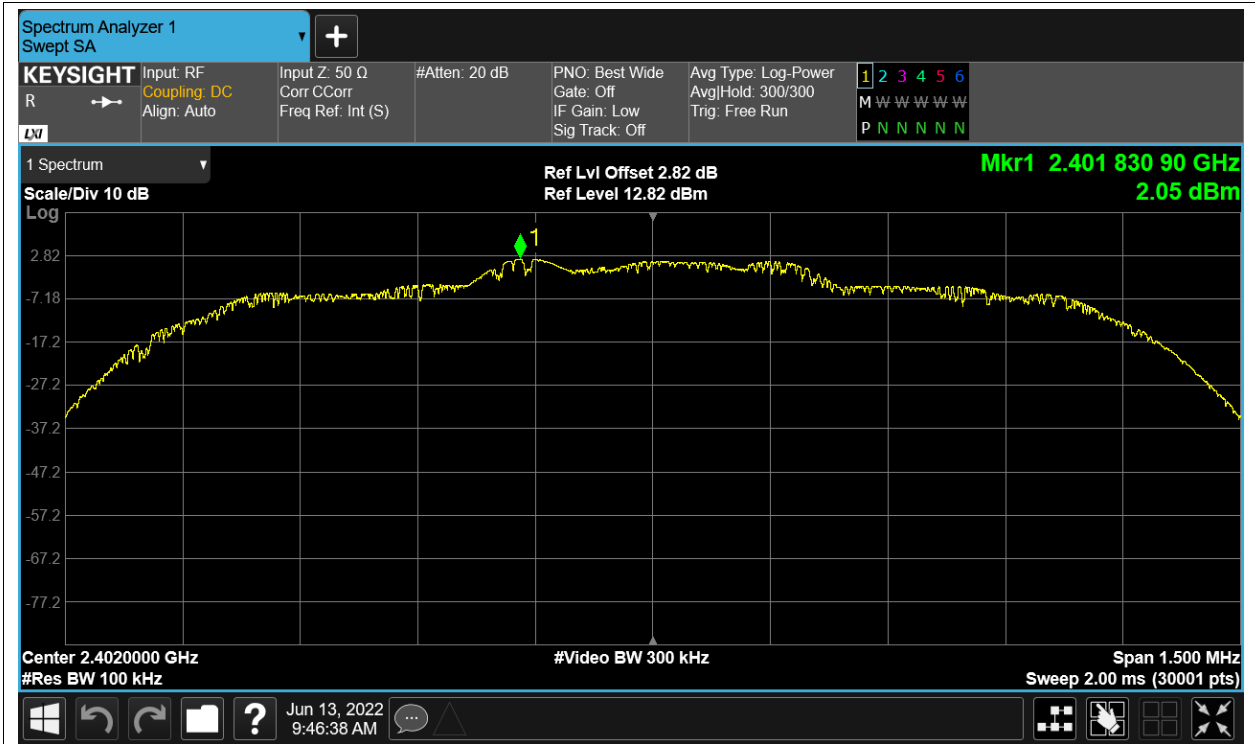 Spectrum Analyzer 1
Swept SA
KEYSIGHT
R
LXI
Input: RF
Coupling: DC
Align: Auto
Input Z: 50 Ω
Corr CCorr
Freq Ref: Int (S)
#Atten: 20 dB
PNO: Best Wide
Gate: Off
IF Gain: Low
Sig Track: Off
Avg Type: Log-Power
Avg|Hold: 300/300
Trig: Free Run
1 2 3 4 5 6
M W W W W W
P N N N N N
1 Spectrum
Scale/Div 10 dB
Log
Ref Lvl Offset 2.82 dB
Ref Level 12.82 dBm
Mkr1 2.401 830 90 GHz
2.05 dBm
1
2.82
-7.18
-17.2
-27.2
-37.2
-47.2
-57.2
-67.2
-77.2
Center 2.4020000 GHz
#Res BW 100 kHz
#Video BW 300 kHz
Span 1.500 MHz
Sweep 2.00 ms (30001 pts)
?
Jun 13, 2022
9:46:38 AM